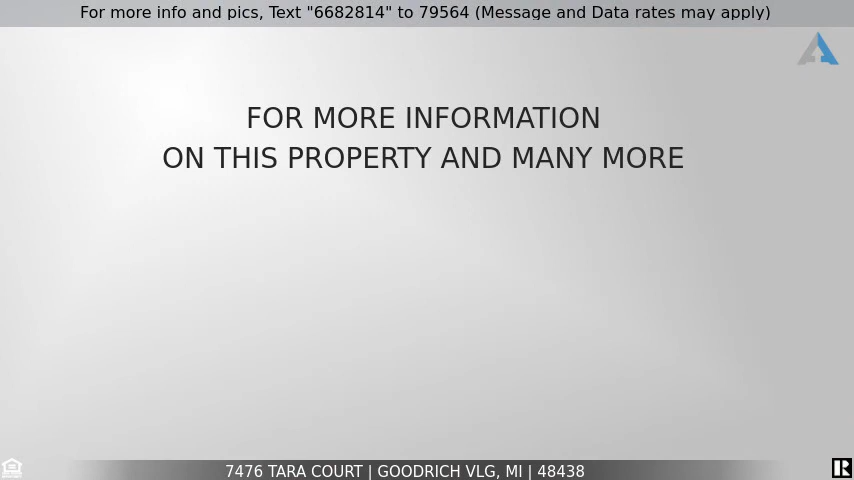 For more info and pics, Text "6682814" to 79564 (Message and Data rates may apply)
FOR MORE INFORMATION
ON THIS PROPERTY AND MANY MORE
7476 TARA COURT | GOODRICH VLG, MI | 48438